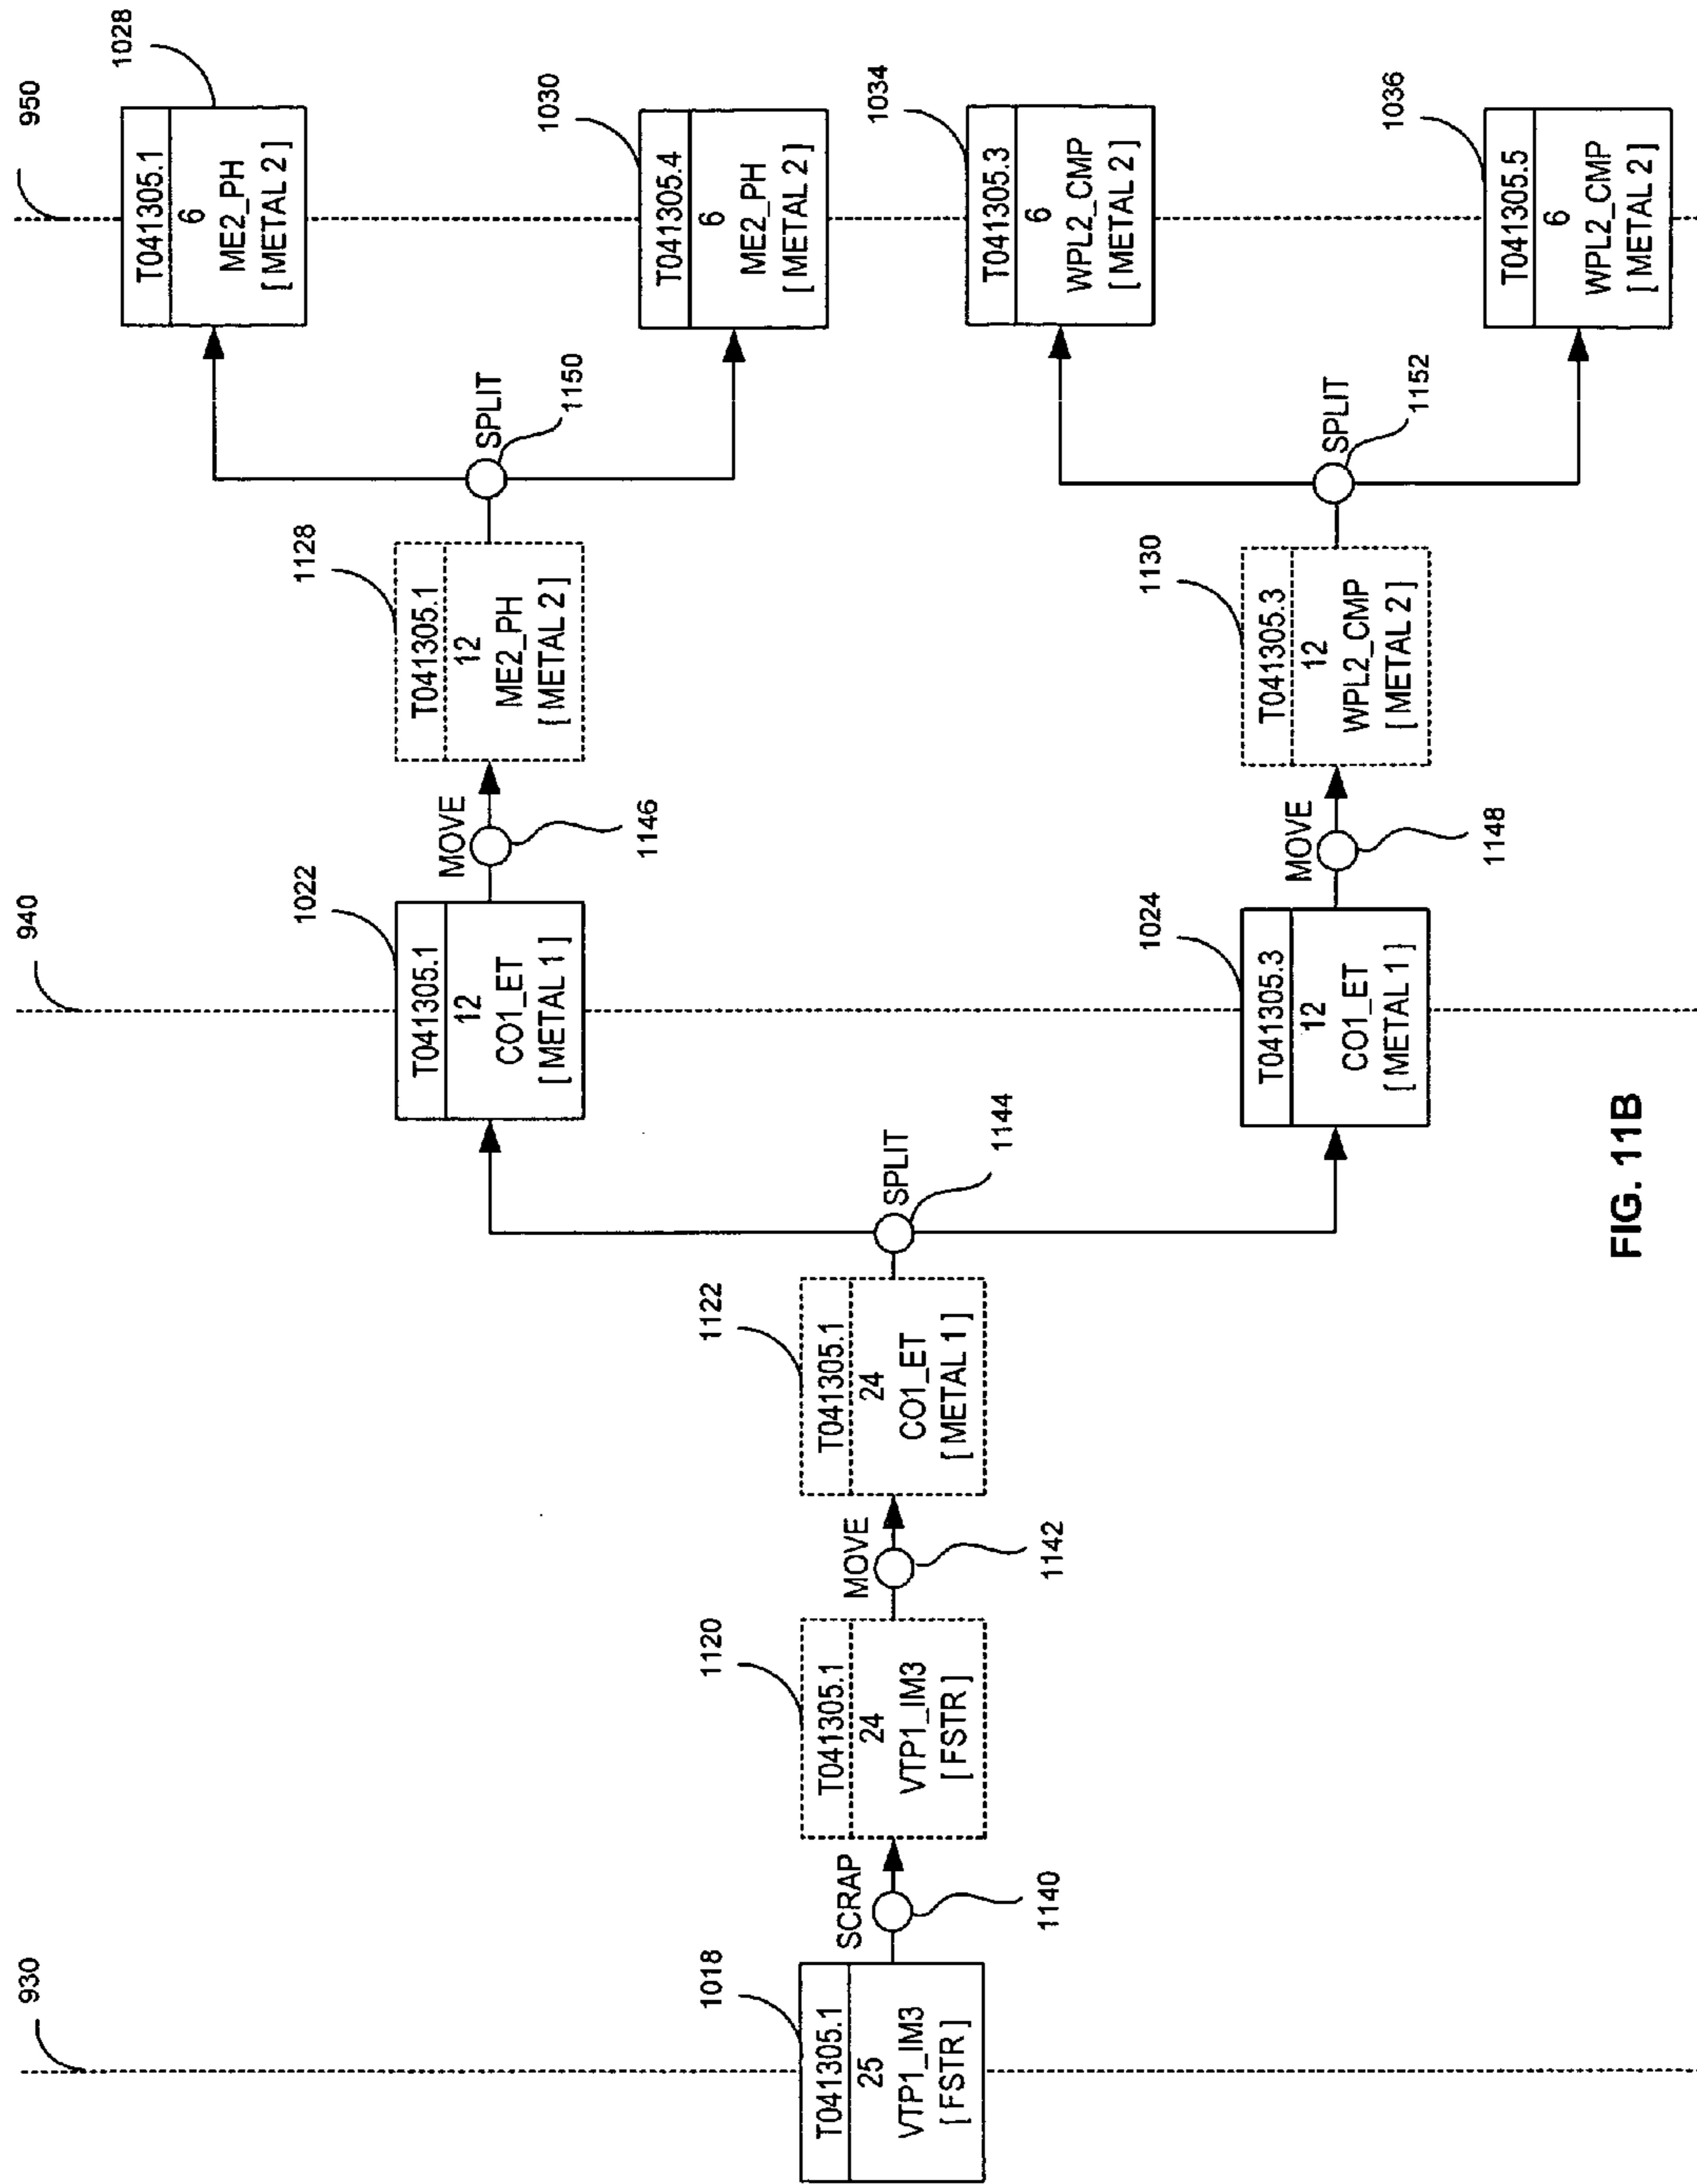 930
940
950
T041305.1
25
VTP1_IM3
[ FSTR ]
1018
SCRAP
1140
T041305.1
24
VTP1_IM3
[ FSTR ]
1120
MOVE
1142
T041305.1
24
CO1_ET
[ METAL 1 ]
1122
SPLIT
1144
T041305.1
12
CO1_ET
[ METAL 1 ]
1022
MOVE
1146
T041305.1
12
ME2_PH
[ METAL 2 ]
1128
SPLIT
1150
T041305.1
6
ME2_PH
[ METAL 2 ]
1028
T041305.4
6
ME2_PH
[ METAL 2 ]
1030
T041305.3
12
CO1_ET
[ METAL 1 ]
1024
MOVE
1148
T041305.3
12
WPL2_CMP
[ METAL 2 ]
1130
SPLIT
1152
T041305.3
6
WPL2_CMP
[ METAL 2 ]
1034
T041305.5
6
WPL2_CMP
[ METAL 2 ]
1036
FIG. 11B